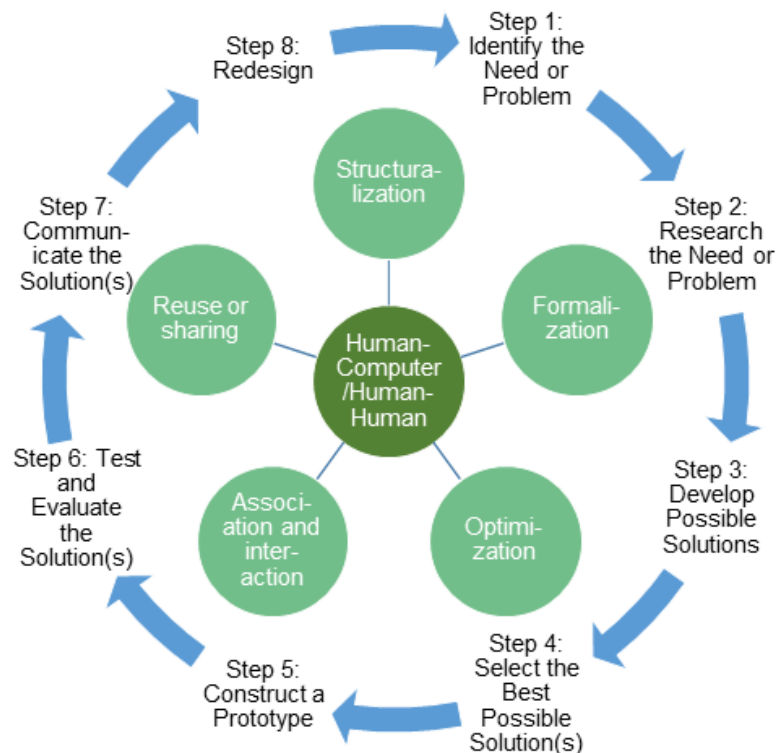 Step 1:
Identify the
Need or
Problem
Step 2:
Research
the Need or
Problem
Step 3:
Develop
Possible
Solutions
Step 4:
Select the
Best
Possible
Solution(s)
Step 5:
Construct a
Prototype
Step 6: Test
and
Evaluate
the
Solution(s)
Step 7:
Commun-
icate the
Solution(s)
Step 8:
Redesign
Structura-
lization
Formali-
zation
Optimi-
zation
Associ-
ation and
inter-
action
Reuse or
sharing
Human-
Computer
/Human-
Human